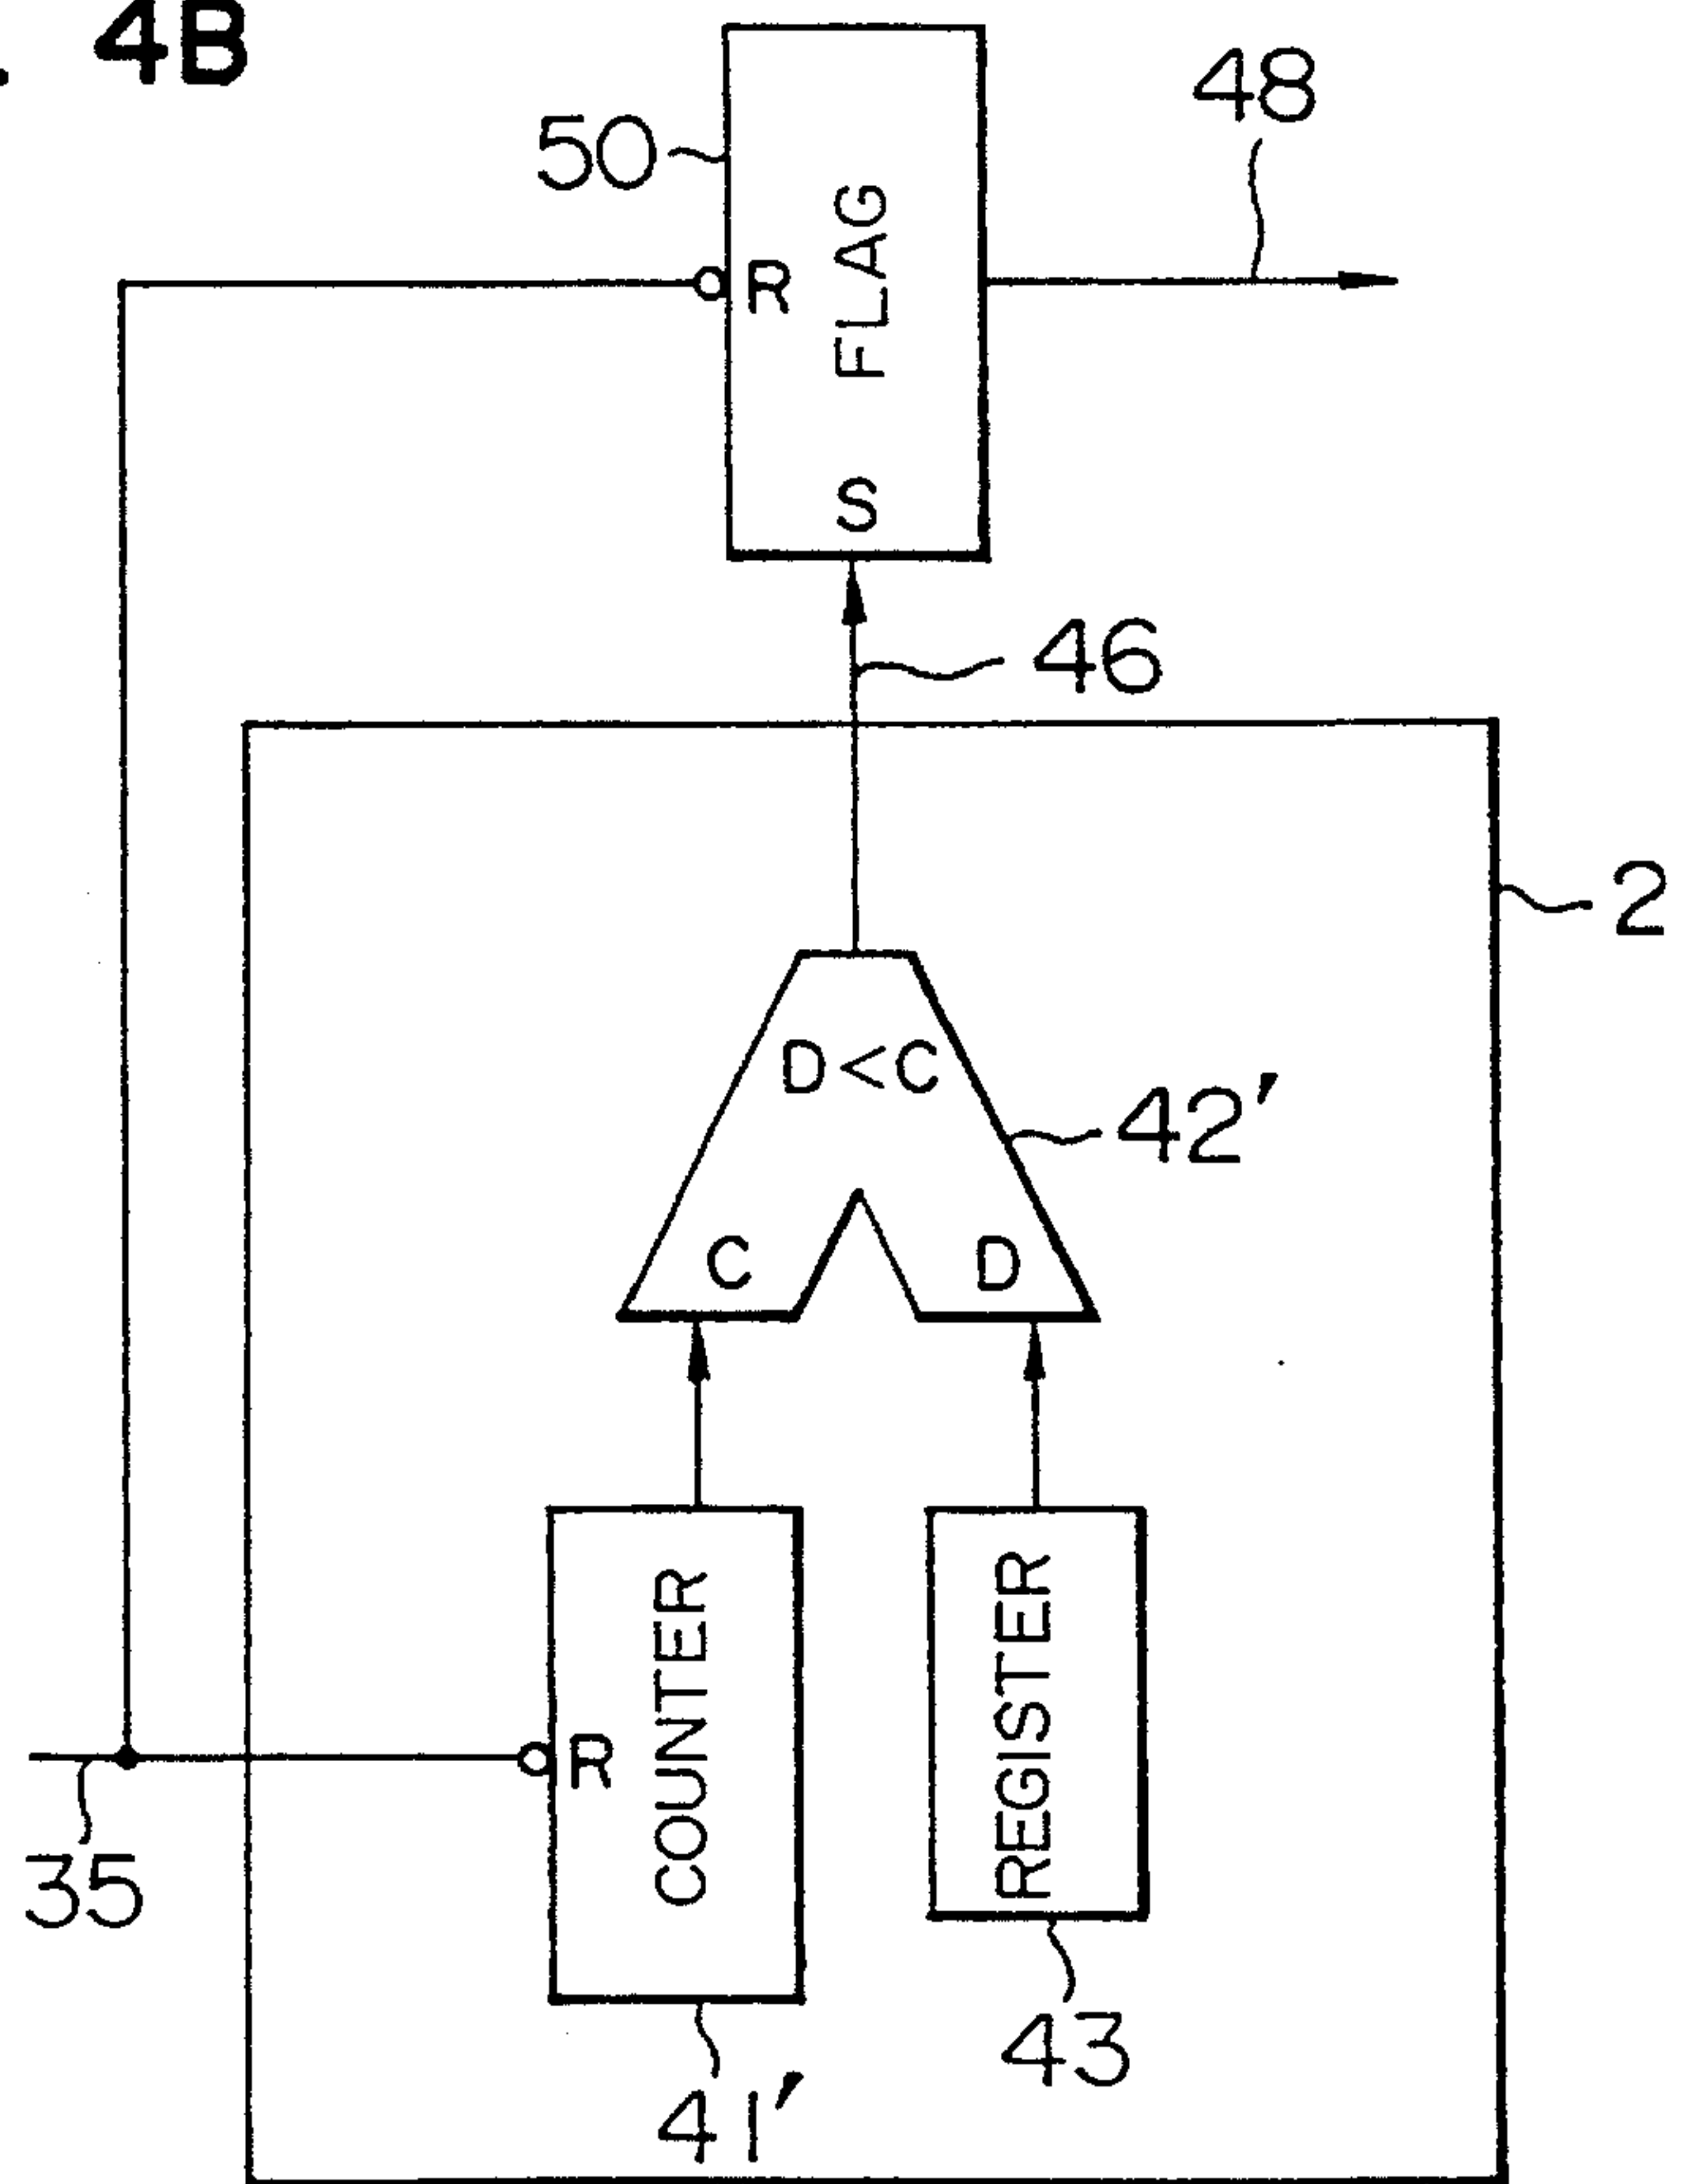 . 4B
50
48
R
FLAG
S
46
2
D<C
42'
C
D
R
COUNTER
REGISTER
35
43
41'